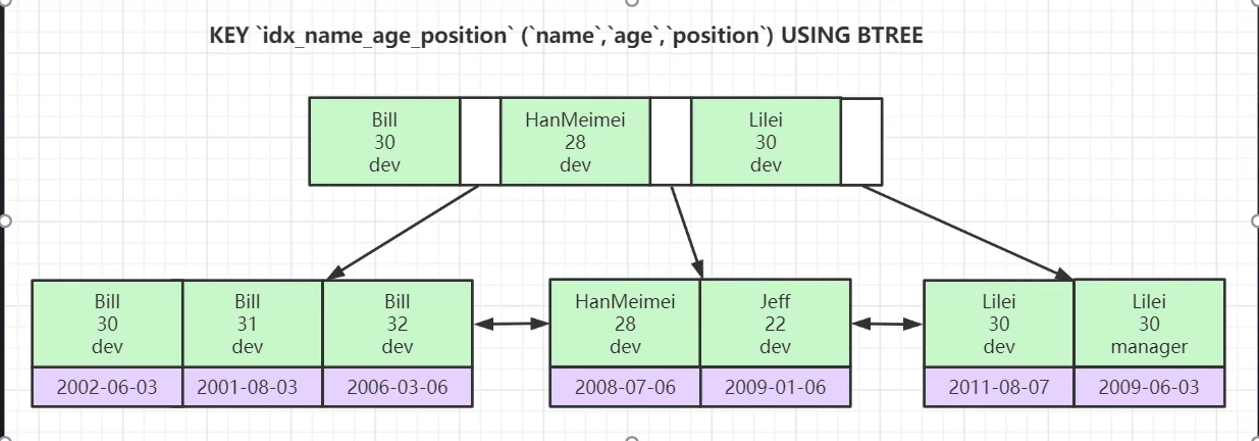 KEY `idx_name_age_position` (`name`,`age`,`position`) USING BTREE
Bill
30
dev
HanMeimei
28
dev
Lilei
30
dev
Bill
30
dev
2002-06-03
Bill
31
dev
2001-08-03
Bill
32
dev
2006-03-06
HanMeimei
28
dev
2008-07-06
Jeff
22
dev
2009-01-06
Lilei
30
dev
2011-08-07
Lilei
30
manager
2009-06-03